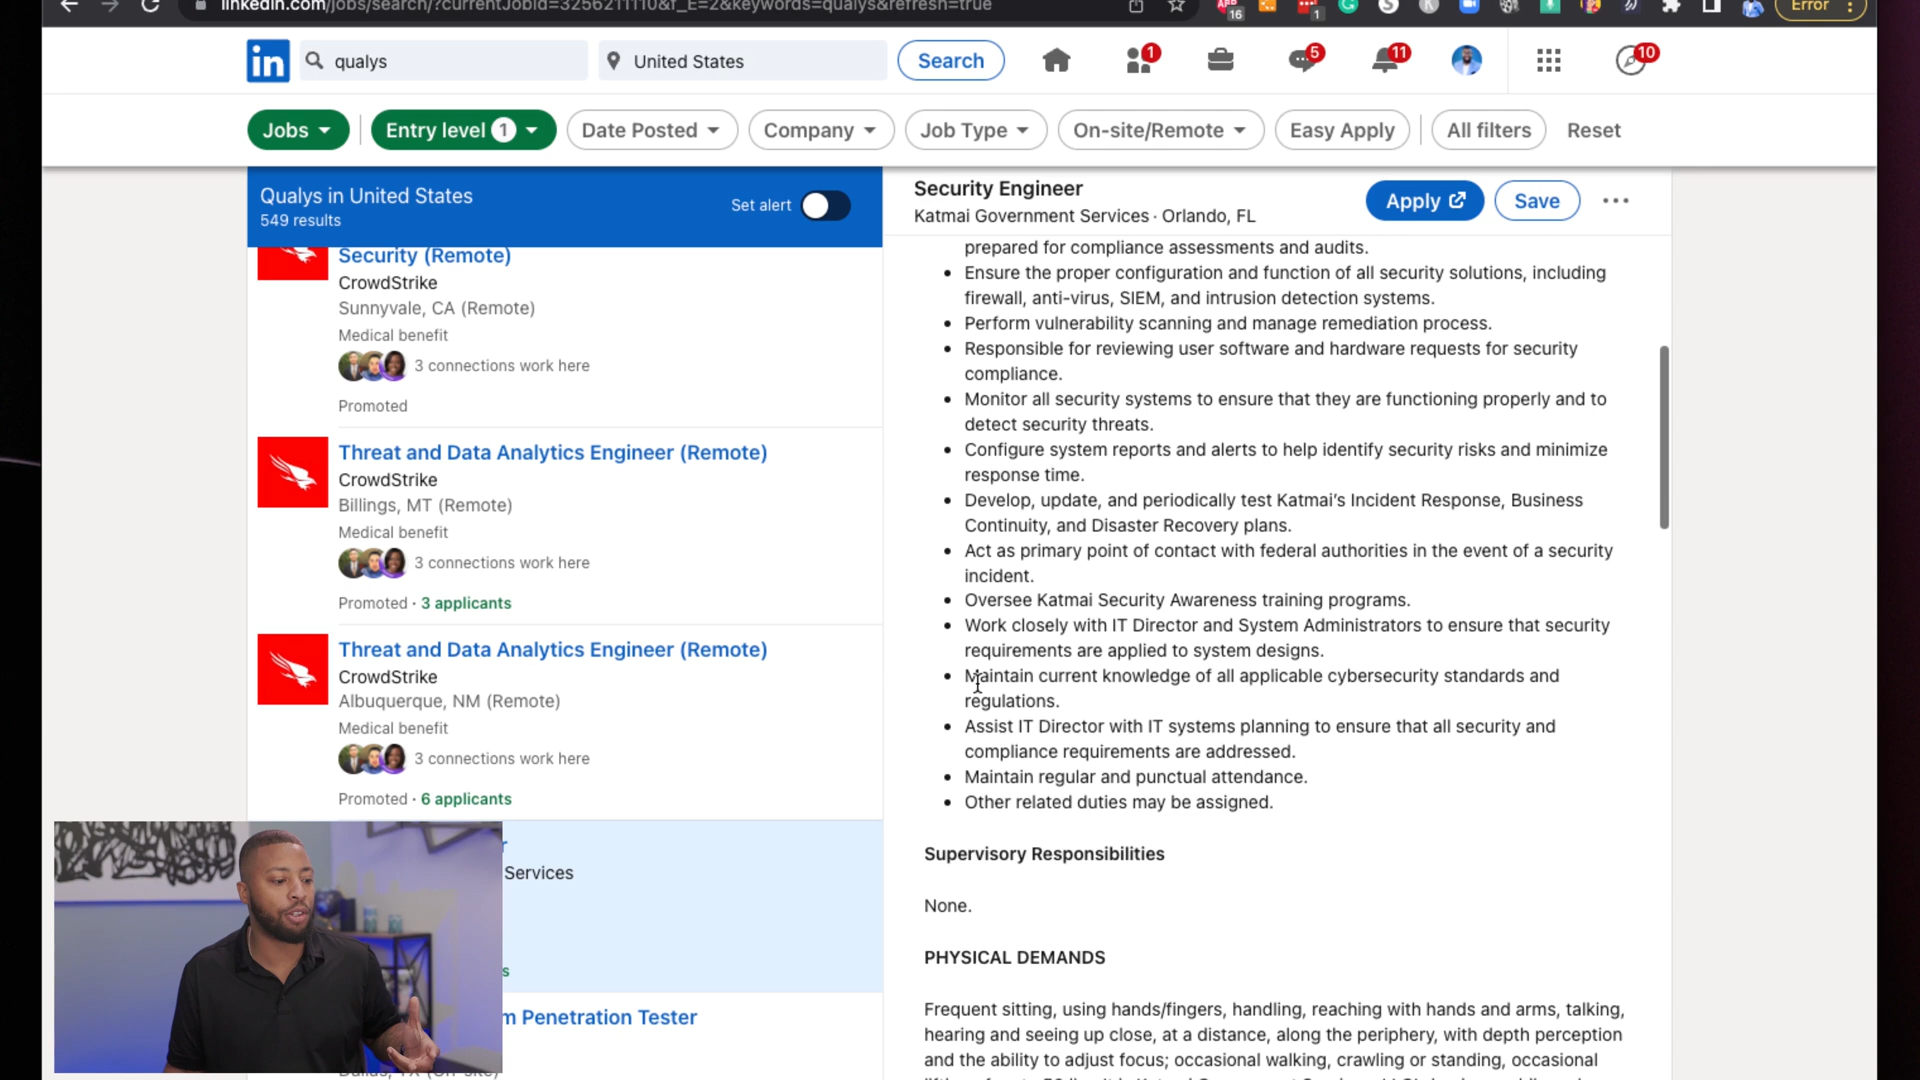 linkedin.com/jobs/search/?currentJobId=3256211110&f_E=2&keywords=qualys&refresh=true
16
1
Error
in
qualys
United States
Search
1
5
11
10
Jobs
Entry level 1
Date Posted
Company
Job Type
On-site/Remote
Easy Apply
All filters
Reset
Qualys in United States
549 results
Set alert
Security (Remote)
CrowdStrike
Sunnyvale, CA (Remote)
Medical benefit
3 connections work here
Promoted
Threat and Data Analytics Engineer (Remote)
CrowdStrike
Billings, MT (Remote)
Medical benefit
3 connections work here
Promoted · 3 applicants
Threat and Data Analytics Engineer (Remote)
CrowdStrike
Albuquerque, NM (Remote)
Medical benefit
3 connections work here
Promoted · 6 applicants
Services
Penetration Tester
Security Engineer
Katmai Government Services · Orlando, FL
Apply
Save
prepared for compliance assessments and audits.
• Ensure the proper configuration and function of all security solutions, including
firewall, anti-virus, SIEM, and intrusion detection systems.
• Perform vulnerability scanning and manage remediation process.
• Responsible for reviewing user software and hardware requests for security
compliance.
• Monitor all security systems to ensure that they are functioning properly and to
detect security threats.
• Configure system reports and alerts to help identify security risks and minimize
response time.
• Develop, update, and periodically test Katmai's Incident Response, Business
Continuity, and Disaster Recovery plans.
• Act as primary point of contact with federal authorities in the event of a security
incident.
• Oversee Katmai Security Awareness training programs.
• Work closely with IT Director and System Administrators to ensure that security
requirements are applied to system designs.
• Maintain current knowledge of all applicable cybersecurity standards and
regulations.
• Assist IT Director with IT systems planning to ensure that all security and
compliance requirements are addressed.
• Maintain regular and punctual attendance.
• Other related duties may be assigned.
Supervisory Responsibilities
None.
PHYSICAL DEMANDS
Frequent sitting, using hands/fingers, handling, reaching with hands and arms, talking,
hearing and seeing up close, at a distance, along the periphery, with depth perception
and the ability to adjust focus; occasional walking, crawling or standing, occasional